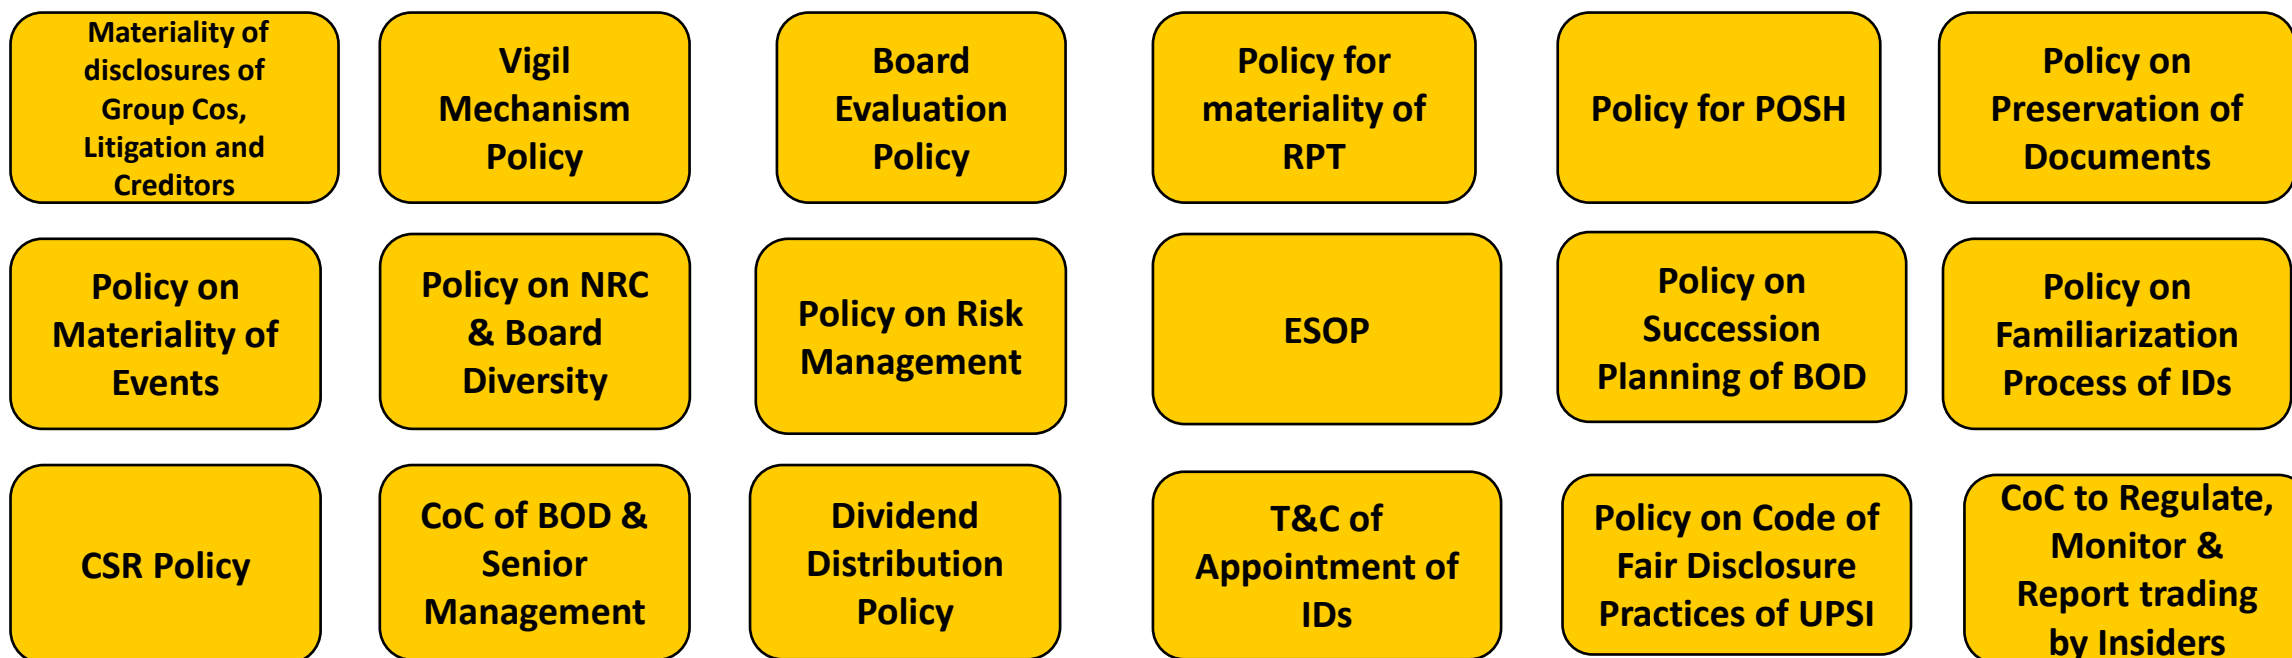 Materiality of
disclosures of
Group Cos,
Litigation and
Creditors
Vigil
Mechanism
Policy
Board
Evaluation
Policy
Policy for
materiality of
RPT
Policy for POSH
Policy on
Preservation of
Documents
Policy on
Materiality of
Events
Policy on NRC
& Board
Diversity
Policy on Risk
Management
ESOP
Policy on
Succession
Planning of BOD
Policy on
Familiarization
Process of IDs
CSR Policy
CoC of BOD &
Senior
Management
Dividend
Distribution
Policy
T&C of
Appointment of
IDs
Policy on Code of
Fair Disclosure
Practices of UPSI
CoC to Regulate,
Monitor &
Report trading
by Insiders